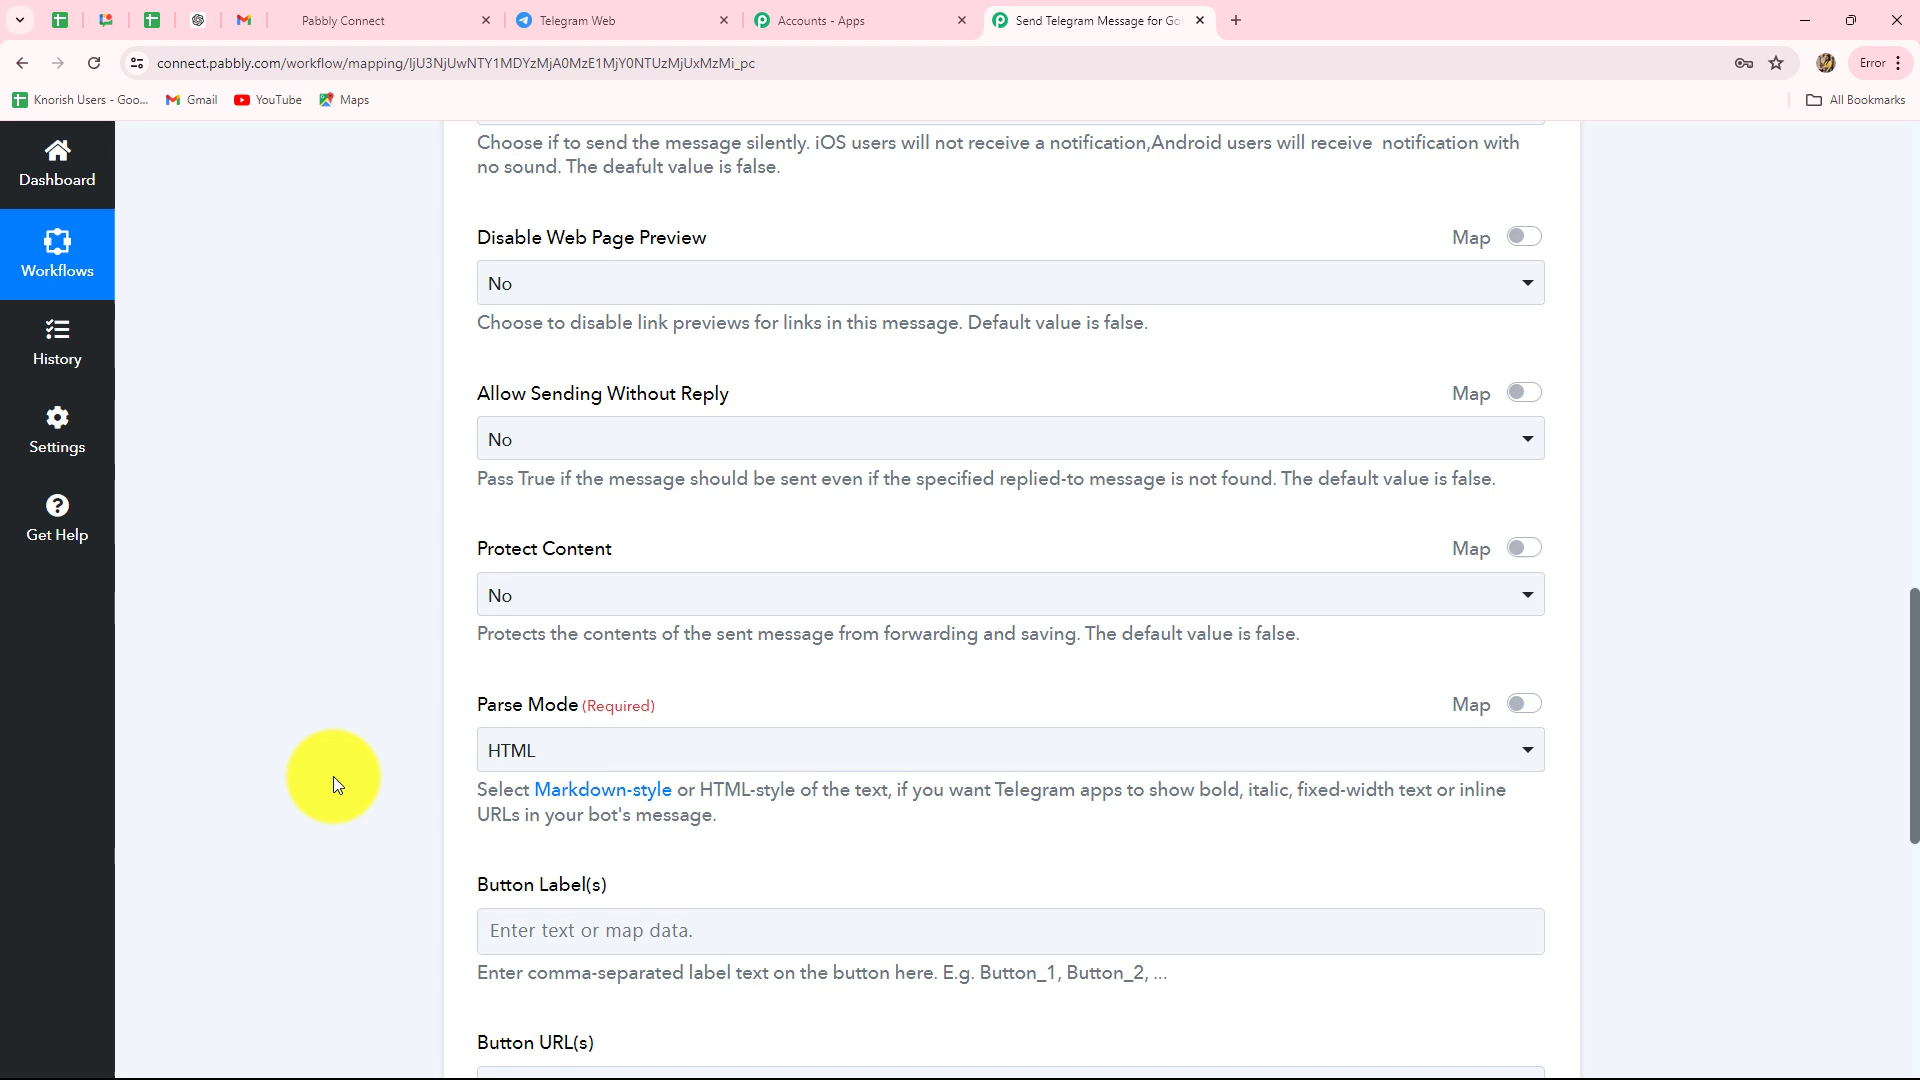 Pabbly Connect
Telegram Web
Accounts - Apps
Send Telegram Message for Go
connect.pabbly.com/workflow/mapping/IjU3NjUwNTY1MDYzMjA0MzE1MjY0NTUzMjUxMzMi_pc
Error
Knorish Users - Goo...
Gmail
YouTube
Maps
All Bookmarks
Dashboard
Workflows
History
Settings
Get Help
Choose if to send the message silently. iOS users will not receive a notification,Android users will receive notification with
no sound. The deafult value is false.
Disable Web Page Preview
Map
No
Choose to disable link previews for links in this message. Default value is false.
Allow Sending Without Reply
Map
No
Pass True if the message should be sent even if the specified replied-to message is not found. The default value is false.
Protect Content
Map
No
Protects the contents of the sent message from forwarding and saving. The default value is false.
Parse Mode (Required)
Map
HTML
Select Markdown-style or HTML-style of the text, if you want Telegram apps to show bold, italic, fixed-width text or inline
URLs in your bot's message.
Button Label(s)
Enter text or map data.
Enter comma-separated label text on the button here. E.g. Button_1, Button_2, ...
Button URL(s)